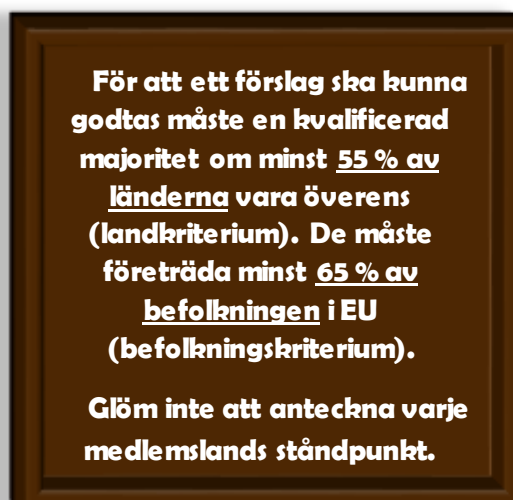 För att ett förslag ska kunna
godtas måste en kvalificerad
majoritet om minst 55 % av
länderna vara överens
(landkriterium). De måste
företräda minst 65 % av
befolkningen i EU
(befolkningskriterium).
Glöm inte att anteckna varje
medlemslands ståndpunkt.